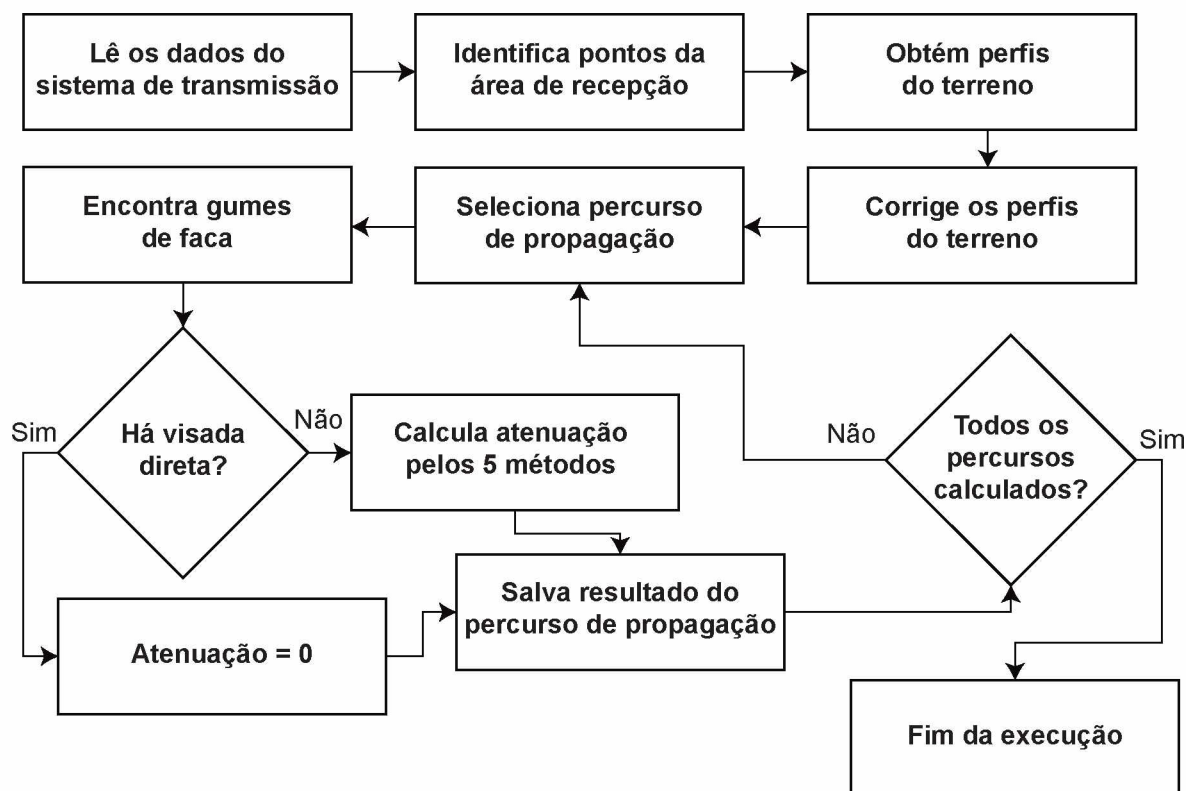 Lê os dados do
sistema de transmissão
Identifica pontos da
área de recepção
Obtém perfis
do terreno
Encontra gumes
de faca
Seleciona percurso
de propagação
Corrige os perfis
do terreno
Sim
Há visada
direta?
Não
Calcula atenuação
pelos 5 métodos
Não
Todos os
percursos
calculados?
Sim
Atenuação = 0
Salva resultado do
percurso de propagação
Fim da execução